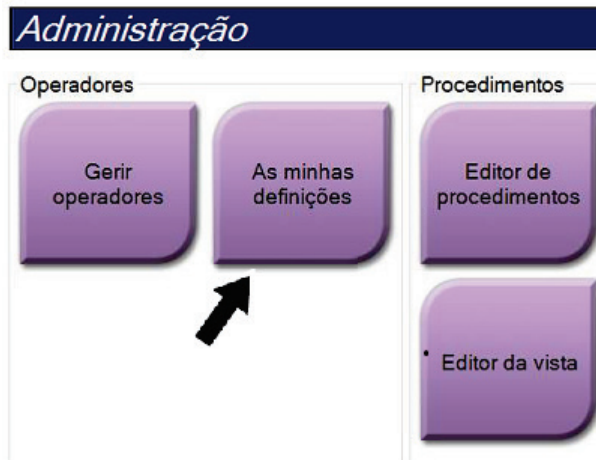 Administração
Operadores
Gerir
operadores
As minhas
definições
Procedimentos
Editor de
procedimentos
Editor da vista